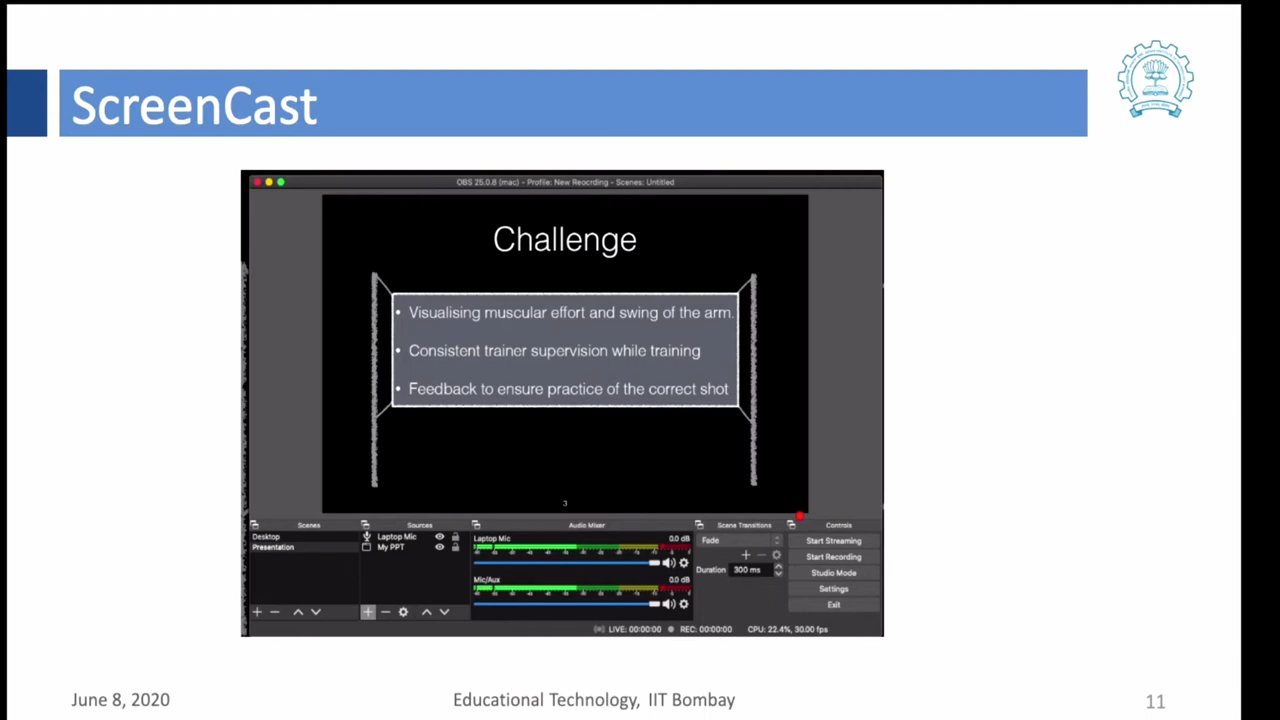 ScreenCast
OBS 25.0.8 (mac) - Profile: New Reocrding - Scenes: Untitled
Challenge
• Visualising muscular effort and swing of the arm.
• Consistent trainer supervision while training
• Feedback to ensure practice of the correct shot
3
Scenes
Sources
Audio Mixer
Scene Transitions
Controls
Desktop
Presentation
Laptop Mic
My PPT
Laptop Mic 0.0 dB
Mic/Aux 0.0 dB
Fade
Duration 300 ms
Start Streaming
Start Recording
Studio Mode
Settings
Exit
LIVE: 00:00:00 REC: 00:00:00 CPU: 22.4%, 30.00 fps
June 8, 2020 Educational Technology, IIT Bombay 11